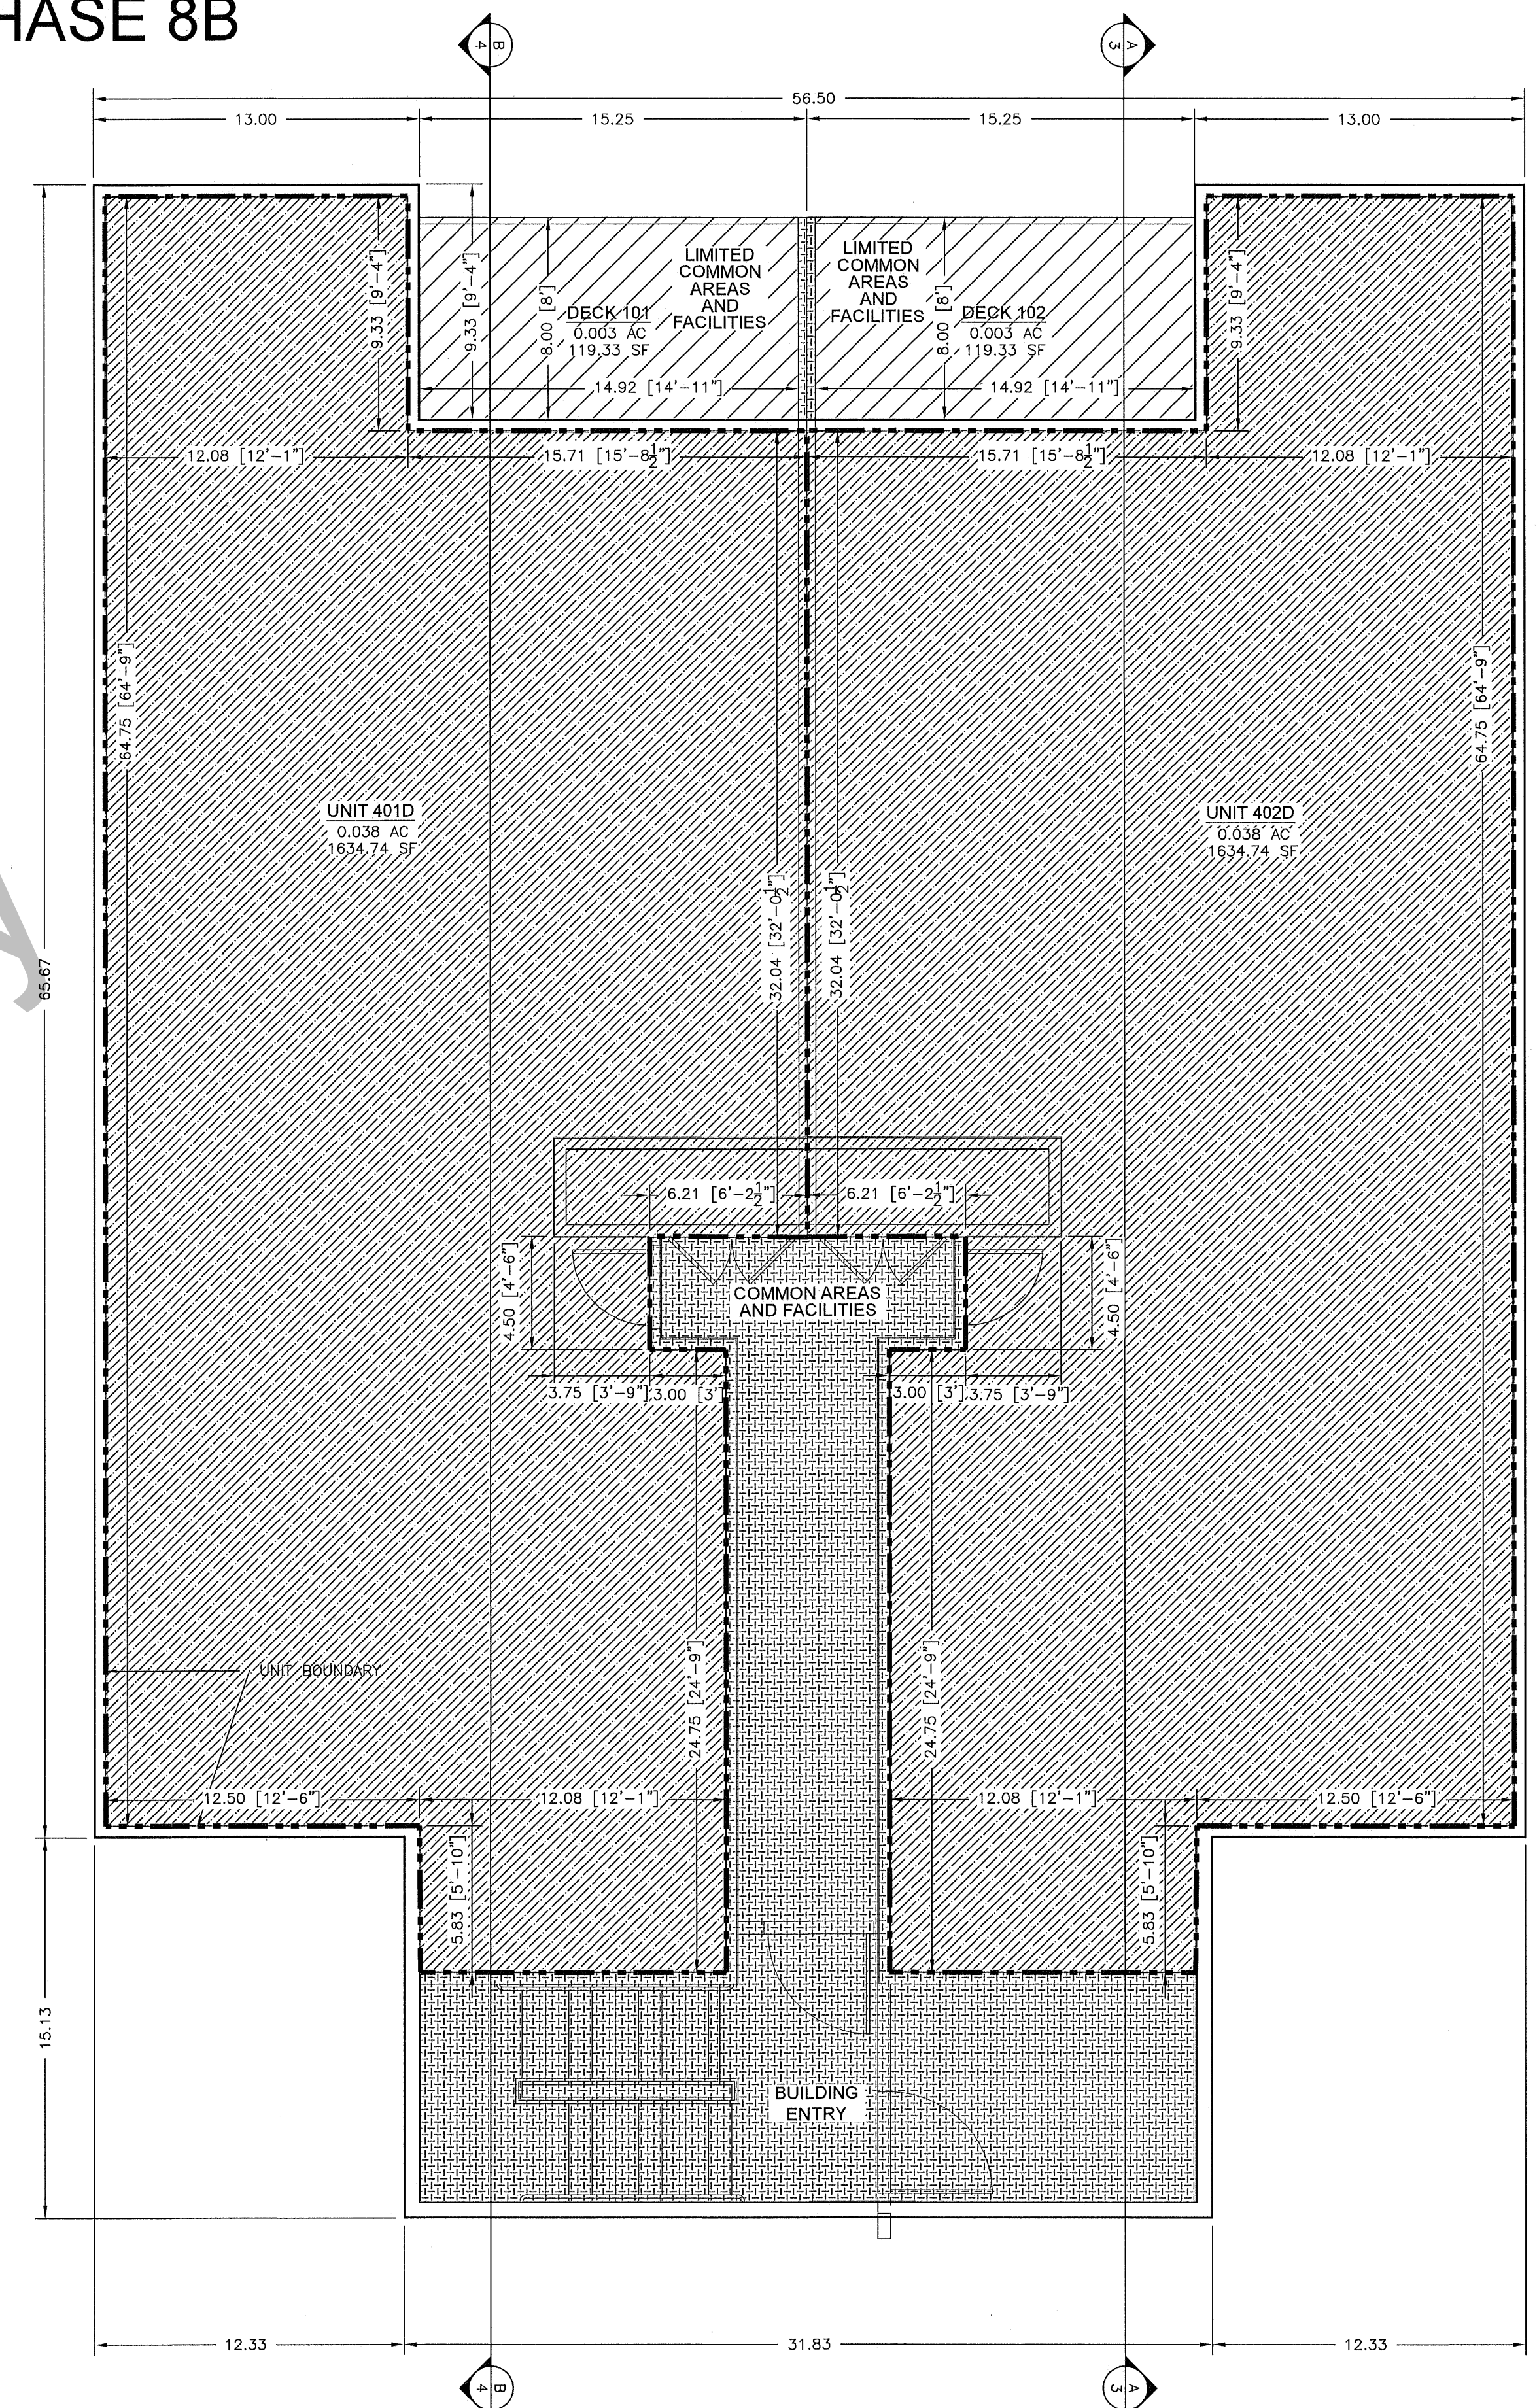 HASE 8B
B
4
A
3
56.50
13.00
15.25
15.25
13.00
9.33 [9'-4"]
9.33 [9'-4"]
8.00 [8']
LIMITED
COMMON
AREAS
AND
FACILITIES
DECK 101
0.003 AC
119.33 SF
LIMITED
COMMON
AREAS
AND
FACILITIES
8.00 [8']
DECK 102
0.003 AC
119.33 SF
9.33 [9'-4"]
14.92 [14'-11"]
14.92 [14'-11"]
12.08 [12'-1"]
15.71 [15'-8½"]
15.71 [15'-8½"]
12.08 [12'-1"]
64.75 [64'-9"]
64.75 [64'-9"]
UNIT 401D
0.038 AC
1634.74 SF
UNIT 402D
0.038 AC
1634.74 SF
32.04 [32'-0½"]
32.04 [32'-0½"]
y
65.67
6.21 [6'-2½"]
6.21 [6'-2½"]
4.50 [4'-6"]
4.50 [4'-6"]
COMMON AREAS
AND FACILITIES
3.75 [3'-9"]
3.00 [3']
3.00 [3']
3.75 [3'-9"]
24.75 [24'-9"]
24.75 [24'-9"]
UNIT BOUNDARY
12.50 [12'-6"]
12.08 [12'-1"]
12.08 [12'-1"]
12.50 [12'-6"]
5.83 [5'-10"]
5.83 [5'-10"]
15.13
BUILDING
ENTRY
12.33
31.83
12.33
B
4
A
3